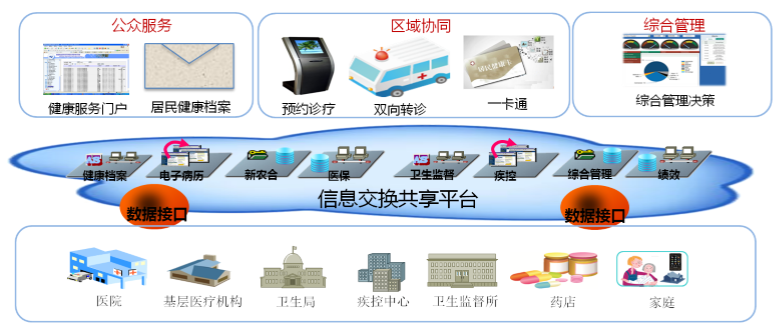 公众服务
区域协同
综合管理
健康服务门户
居民健康档案
预约诊疗
双向转诊
居民健康卡
一卡通
综合管理决策
健康档案
电子病历
新农合
医保
卫生监督
疾控
综合管理
绩效
信息交换共享平台
数据接口
数据接口
医院
基层医疗机构
卫生局
疾控中心
卫生监督所
药店
家庭